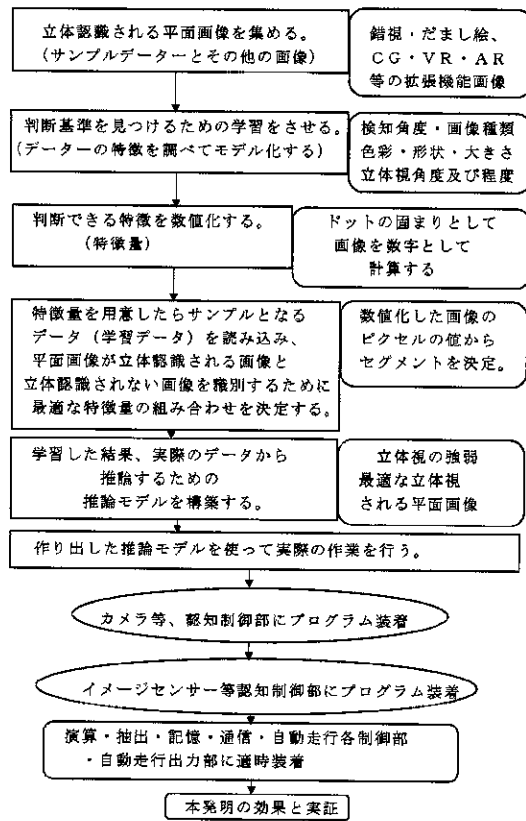 立体認識される平面画像を集める。
(サンプルデーターとその他の画像)
錯視・だまし絵、
CG・VR・AR
等の拡張機能画像
判断基準を見つけるための学習をさせる。
(データーの特徴を調べてモデル化する)
検知角度・画像種類
色彩・形状・大きさ
立体視角度及び程度
判断できる特徴を数値化する。
(特徴量)
ドットの固まりとして
画像を数字として
計算する
特徴量を用意したらサンプルとなる
データ(学習データ)を読み込み、
平面画像が立体認識される画像と
立体認識されない画像を識別するために
最適な特徴量の組み合わせを決定する。
数値化した画像の
ピクセルの値から
セグメントを決定。
学習した結果、実際のデータから
推論するための
推論モデルを構築する。
立体視の強弱
最適な立体視
される平面画像
作り出した推論モデルを使って実際の作業を行う。
カメラ等、認知制御部にプログラム装着
イメージセンサー等認知制御部にプログラム装着
演算・抽出・記憶・通信・自動走行各制御部
・自動走行出力部に適時装着
本発明の効果と実証